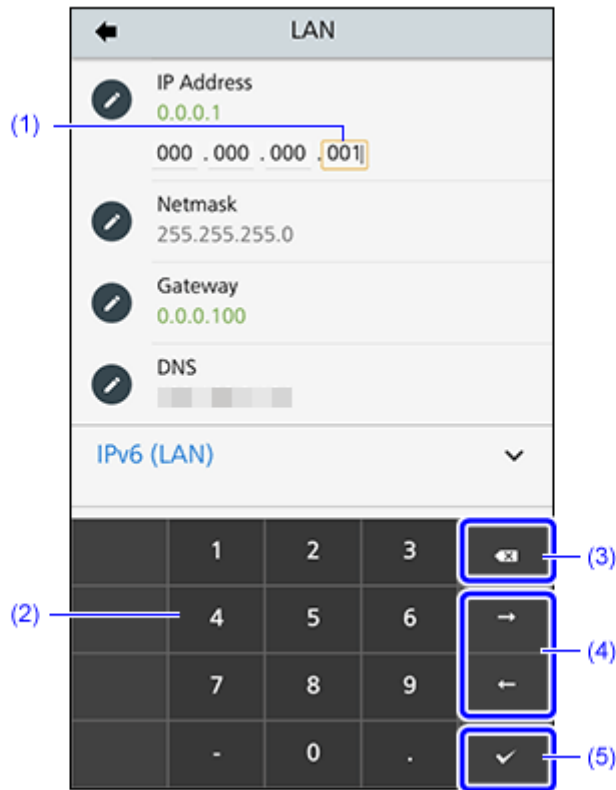 LAN
IP Address
0.0.0.1
(1)
000 . 000 . 000 . 001
Netmask
255.255.255.0
Gateway
0.0.0.100
DNS
IPv6 (LAN)
1 2 3
(3)
(2)
4 5 6 →
(4)
7 8 9 ←
- 0 .
(5)